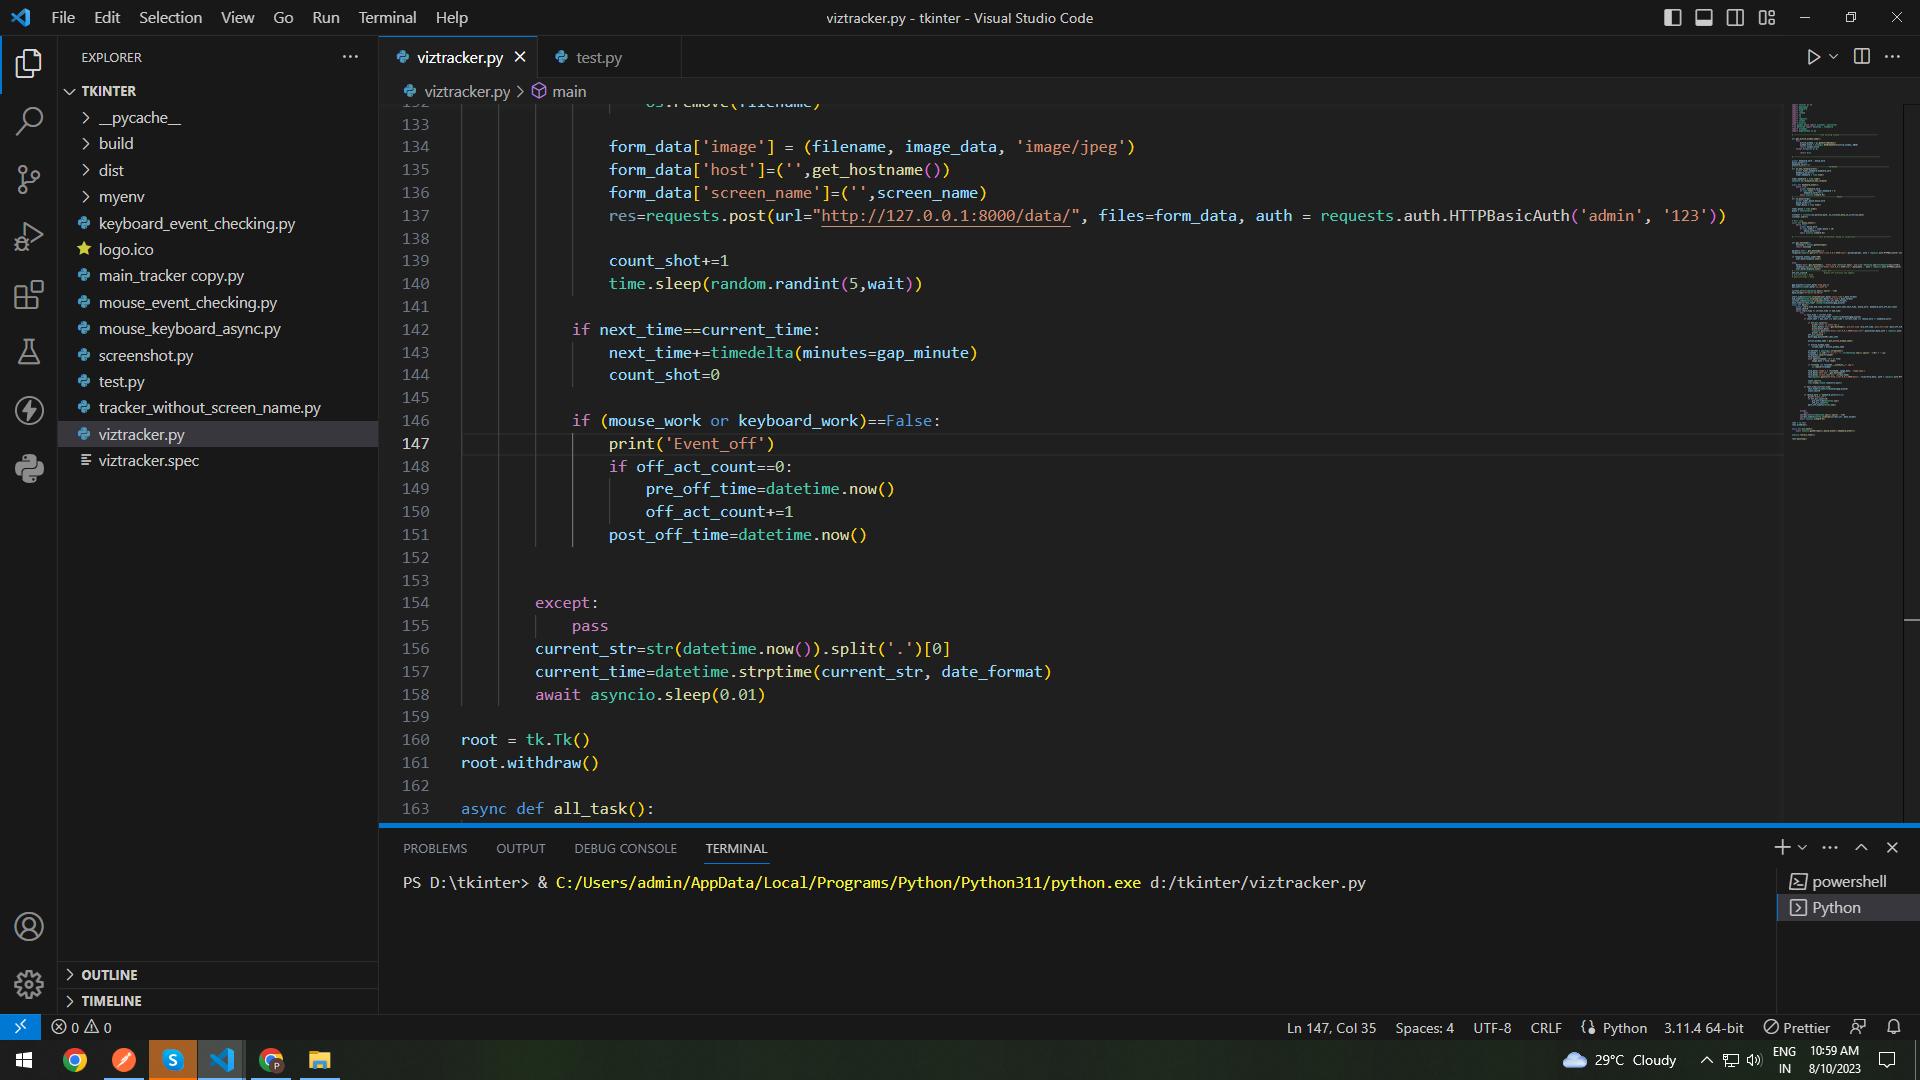 File Edit Selection View Go Run Terminal Help
viztracker.py - tkinter - Visual Studio Code
EXPLORER
TKINTER
__pycache__
build
dist
myenv
keyboard_event_checking.py
logo.ico
main_tracker copy.py
mouse_event_checking.py
mouse_keyboard_async.py
screenshot.py
test.py
tracker_without_screen_name.py
viztracker.py
viztracker.spec
OUTLINE
TIMELINE
viztracker.py
test.py
viztracker.py > main
132 os.remove(filename)
133
134 form_data['image'] = (filename, image_data, 'image/jpeg')
135 form_data['host']=('',get_hostname())
136 form_data['screen_name']=('',screen_name)
137 res=requests.post(url="http://127.0.0.1:8000/data/", files=form_data, auth = requests.auth.HTTPBasicAuth('admin', '123'))
138
139 count_shot+=1
140 time.sleep(random.randint(5,wait))
141
142 if next_time==current_time:
143 next_time+=timedelta(minutes=gap_minute)
144 count_shot=0
145
146 if (mouse_work or keyboard_work)==False:
147 print('Event_off')
148 if off_act_count==0:
149 pre_off_time=datetime.now()
150 off_act_count+=1
151 post_off_time=datetime.now()
152
153
154 except:
155 pass
156 current_str=str(datetime.now()).split('.')[0]
157 current_time=datetime.strptime(current_str, date_format)
158 await asyncio.sleep(0.01)
159
160 root = tk.Tk()
161 root.withdraw()
162
163 async def all_task():
PROBLEMS OUTPUT DEBUG CONSOLE TERMINAL
PS D:\tkinter> & C:/Users/admin/AppData/Local/Programs/Python/Python311/python.exe d:/tkinter/viztracker.py
powershell
Python
0 0
Ln 147, Col 35 Spaces: 4 UTF-8 CRLF Python 3.11.4 64-bit Prettier
S
P
29°C Cloudy
ENG
IN
10:59 AM
8/10/2023